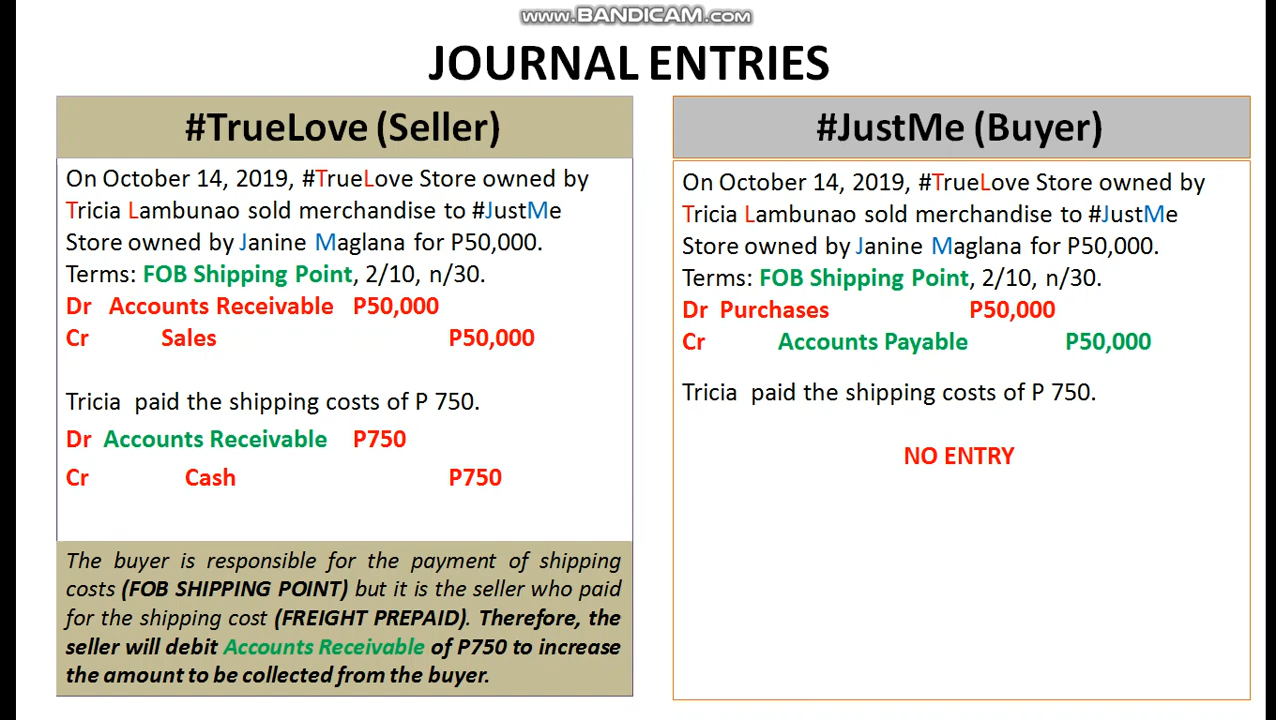 www.BANDICAM.com
JOURNAL ENTRIES
#TrueLove (Seller)
On October 14, 2019, #TrueLove Store owned by
Tricia Lambunao sold merchandise to #JustMe
Store owned by Janine Maglana for P50,000.
Terms: FOB Shipping Point, 2/10, n/30.
Dr Accounts Receivable P50,000
Cr Sales P50,000
Tricia paid the shipping costs of P 750.
Dr Accounts Receivable P750
Cr Cash P750
The buyer is responsible for the payment of shipping
costs (FOB SHIPPING POINT) but it is the seller who paid
for the shipping cost (FREIGHT PREPAID). Therefore, the
seller will debit Accounts Receivable of P750 to increase
the amount to be collected from the buyer.
#JustMe (Buyer)
On October 14, 2019, #TrueLove Store owned by
Tricia Lambunao sold merchandise to #JustMe
Store owned by Janine Maglana for P50,000.
Terms: FOB Shipping Point, 2/10, n/30.
Dr Purchases P50,000
Cr Accounts Payable P50,000
Tricia paid the shipping costs of P 750.
NO ENTRY